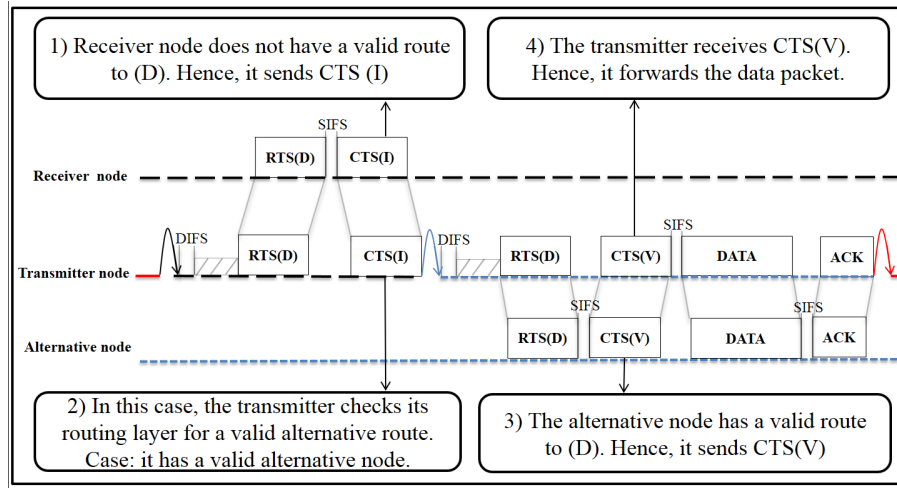 1) Receiver node does not have a valid route
to (D). Hence, it sends CTS (I)
4) The transmitter receives CTS(V).
Hence, it forwards the data packet.
SIFS
RTS(D)
CTS(I)
Receiver node
DIFS
RTS(D)
CTS(I)
DIFS
RTS(D)
CTS(V)
SIFS
DATA
ACK
Transmitter node
SIFS
RTS(D)
CTS(V)
DATA
SIFS
ACK
Alternative node
2) In this case, the transmitter checks its
routing layer for a valid alternative route.
Case: it has a valid alternative node.
3) The alternative node has a valid route
to (D). Hence, it sends CTS(V)